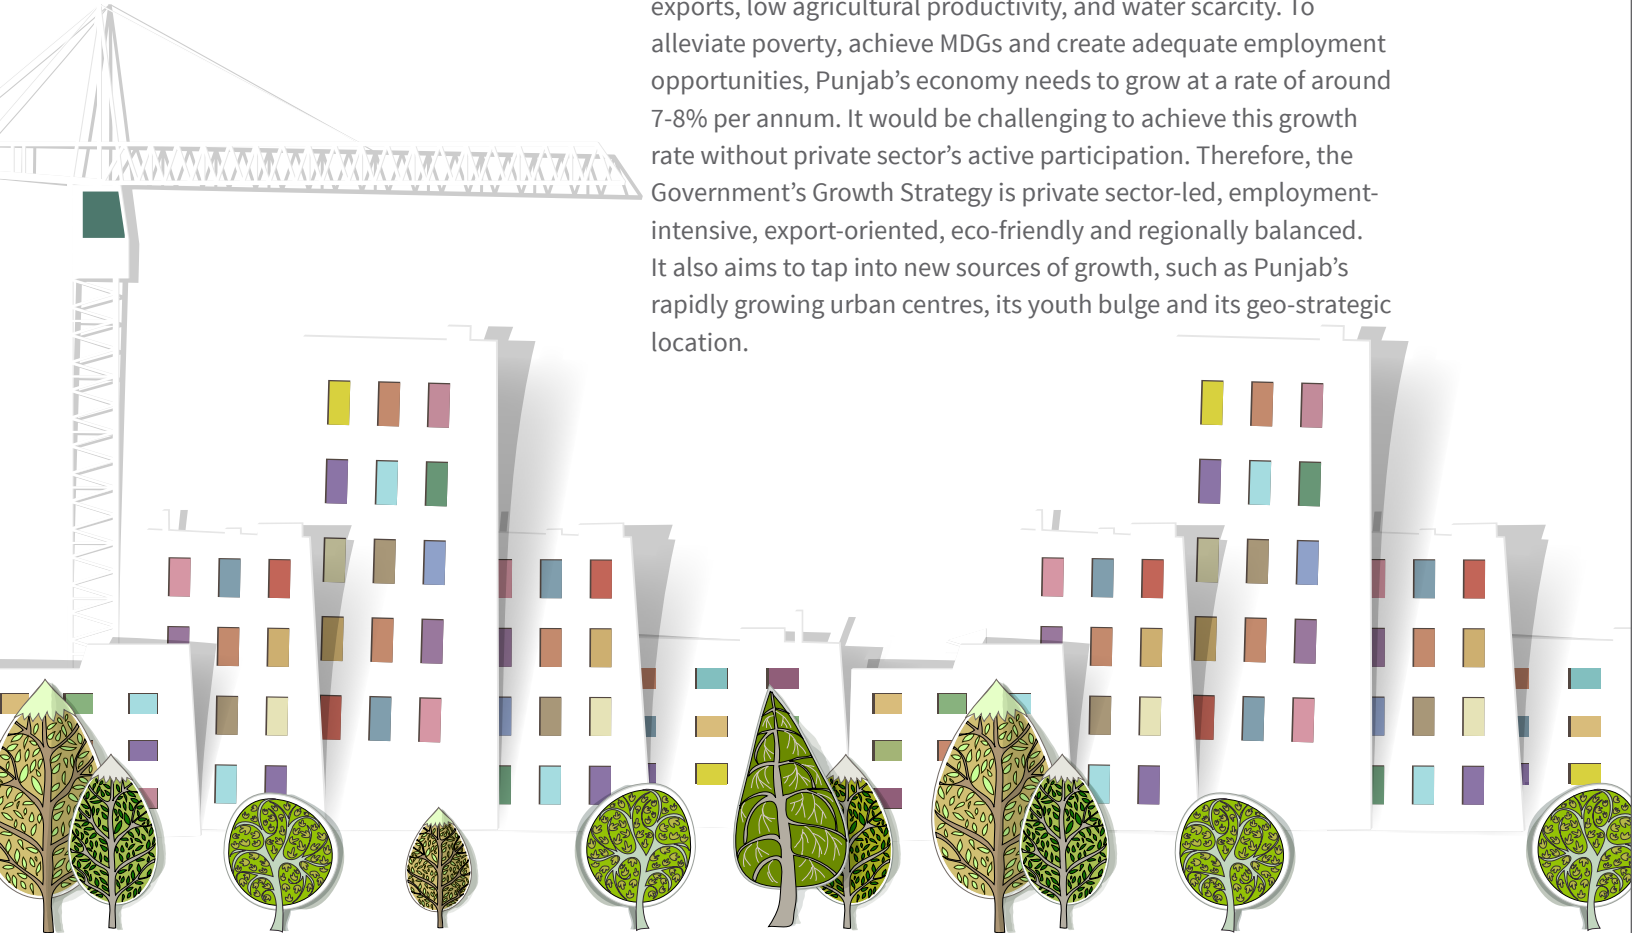 exports, low agricultural productivity, and water scarcity. To
alleviate poverty, achieve MDGs and create adequate employment
opportunities, Punjab’s economy needs to grow at a rate of around
7-8% per annum. It would be challenging to achieve this growth
rate without private sector’s active participation. Therefore, the
Government’s Growth Strategy is private sector-led, employment-
intensive, export-oriented, eco-friendly and regionally balanced.
It also aims to tap into new sources of growth, such as Punjab’s
rapidly growing urban centres, its youth bulge and its geo-strategic
location.